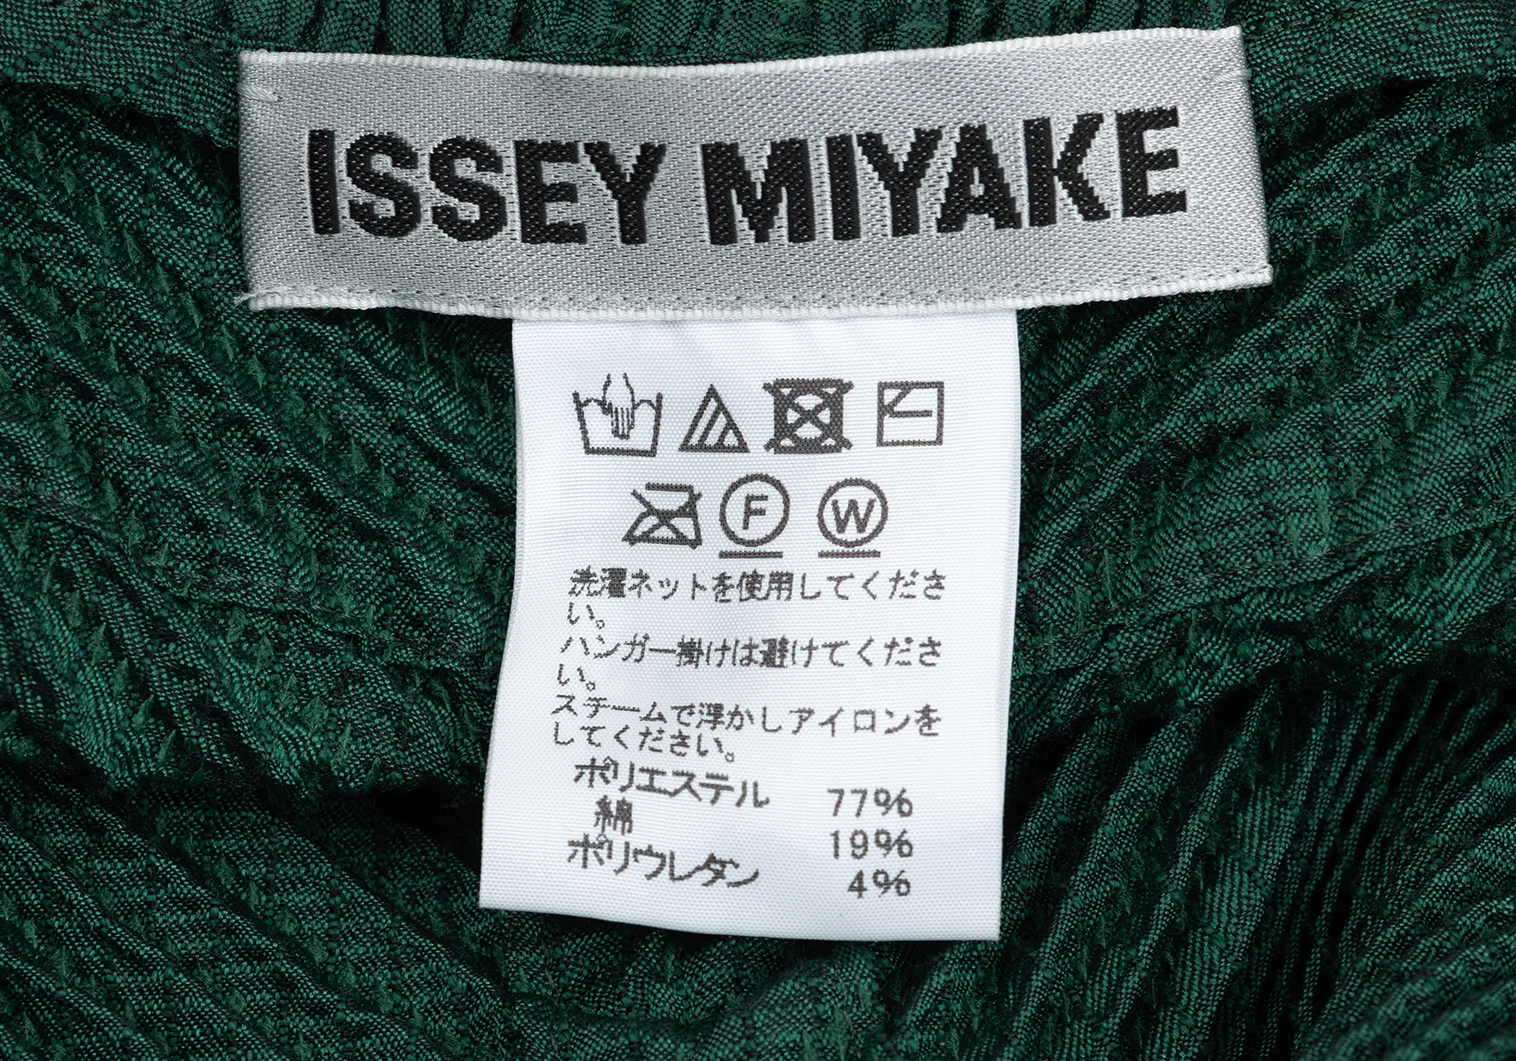 ISSEY MIYAKE
F W
洗濯ネットを使用してくださ
い。
ハンガー掛けは避けてくださ
い。
スチームで浮かしアイロンを
してください。
ポリエステル 77%
綿 19%
ポリウレタン 4%